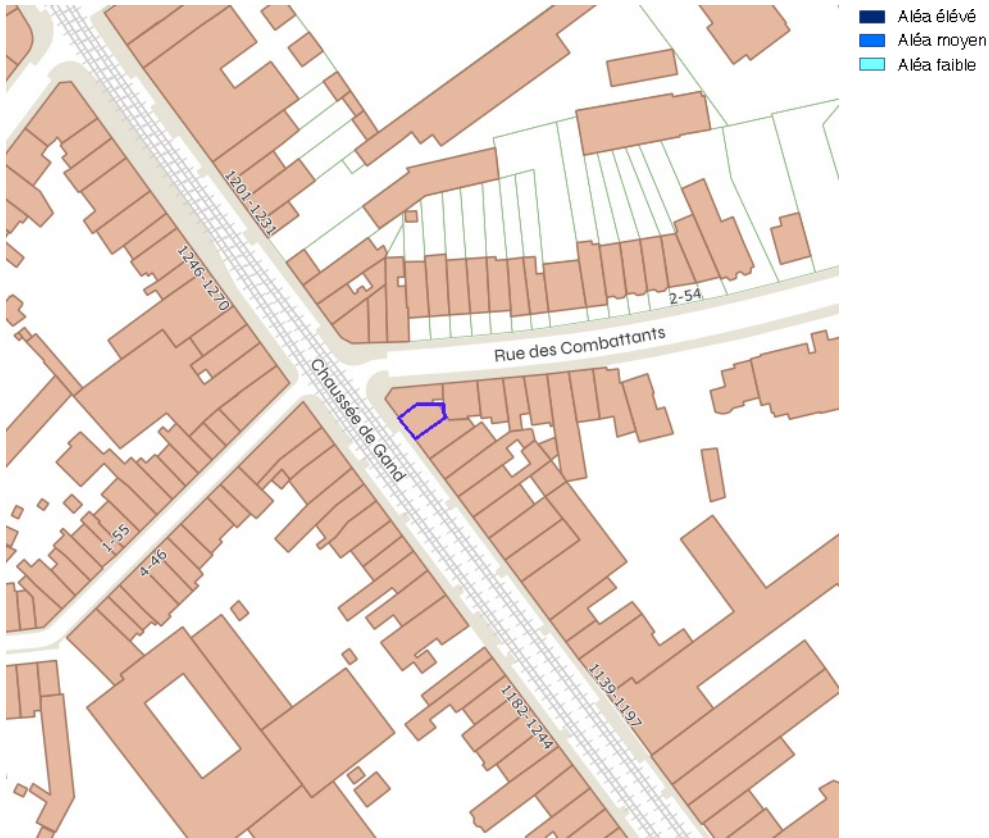 Aléa élévé
Aléa moyen
Aléa faible
1201-1231
1246-1270
2-54
Rue des Combattants
Chaussée de Gand
1-55
4-46
1139-1197
1182-1244